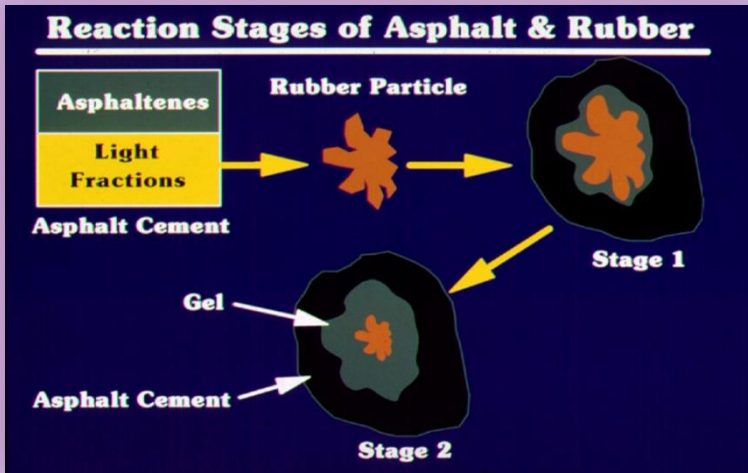 Reaction Stages of Asphalt & Rubber
Asphaltenes
Light
Fractions
Asphalt Cement
Rubber Particle
Stage 1
Gel
Asphalt Cement
Stage 2